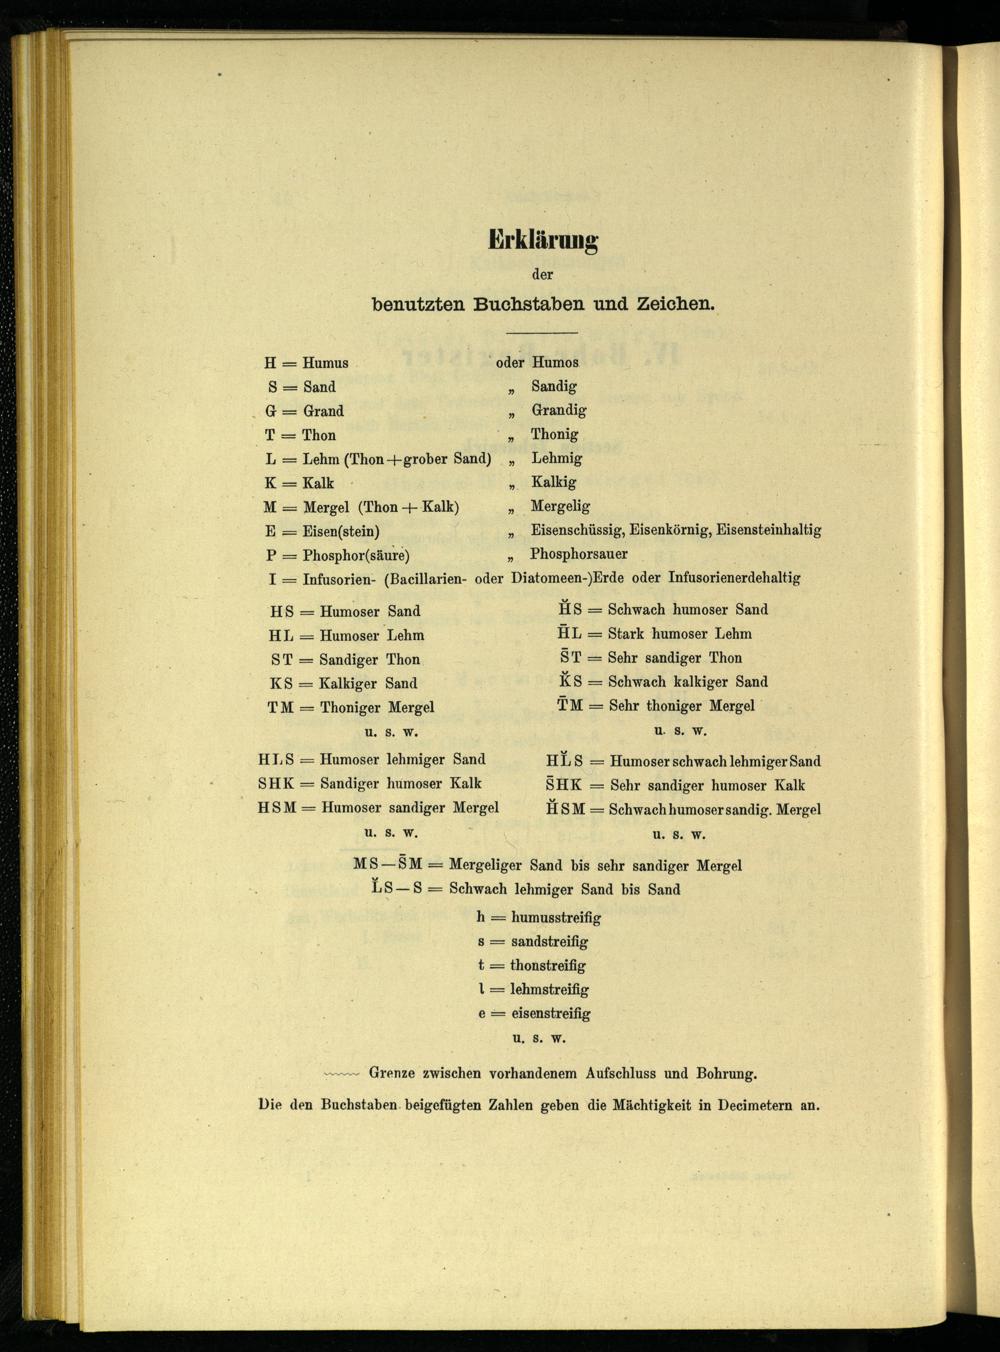 Erklärung
der
benutzten Buchstaben und Zeichen.
H = Humus oder Humos
S = Sand „ Sandig
G = Grand „ Grandig
T = Thon „ Thonig
L = Lehm (Thon + grober Sand) „ Lehmig
K = Kalk „ Kalkig
M = Mergel (Thon + Kalk) „ Mergelig
E = Eisen(stein) „ Eisenschüssig, Eisenkörnig, Eisensteinhaltig
P = Phosphor(säure) „ Phosphorsauer
I = Infusorien- (Bacillarien- oder Diatomeen-)Erde oder Infusorienerdehaltig
HS = Humoser Sand H̆S = Schwach humoser Sand
HL = Humoser Lehm H̄L = Stark humoser Lehm
ST = Sandiger Thon S̄T = Sehr sandiger Thon
KS = Kalkiger Sand K̆S = Schwach kalkiger Sand
TM = Thoniger Mergel T̄M = Sehr thoniger Mergel
u. s. w. u. s. w.
HLS = Humoser lehmiger Sand HL̆S = Humoser schwach lehmiger Sand
SHK = Sandiger humoser Kalk S̄HK = Sehr sandiger humoser Kalk
HSM = Humoser sandiger Mergel H̆SM = Schwach humoser sandig. Mergel
u. s. w. u. s. w.
MS—S̄M = Mergeliger Sand bis sehr sandiger Mergel
L̆S—S = Schwach lehmiger Sand bis Sand
h = humusstreifig
s = sandstreifig
t = thonstreifig
l = lehmstreifig
e = eisenstreifig
u. s. w.
﹏﹏ Grenze zwischen vorhandenem Aufschluss und Bohrung.
Die den Buchstaben beigefügten Zahlen geben die Mächtigkeit in Decimetern an.